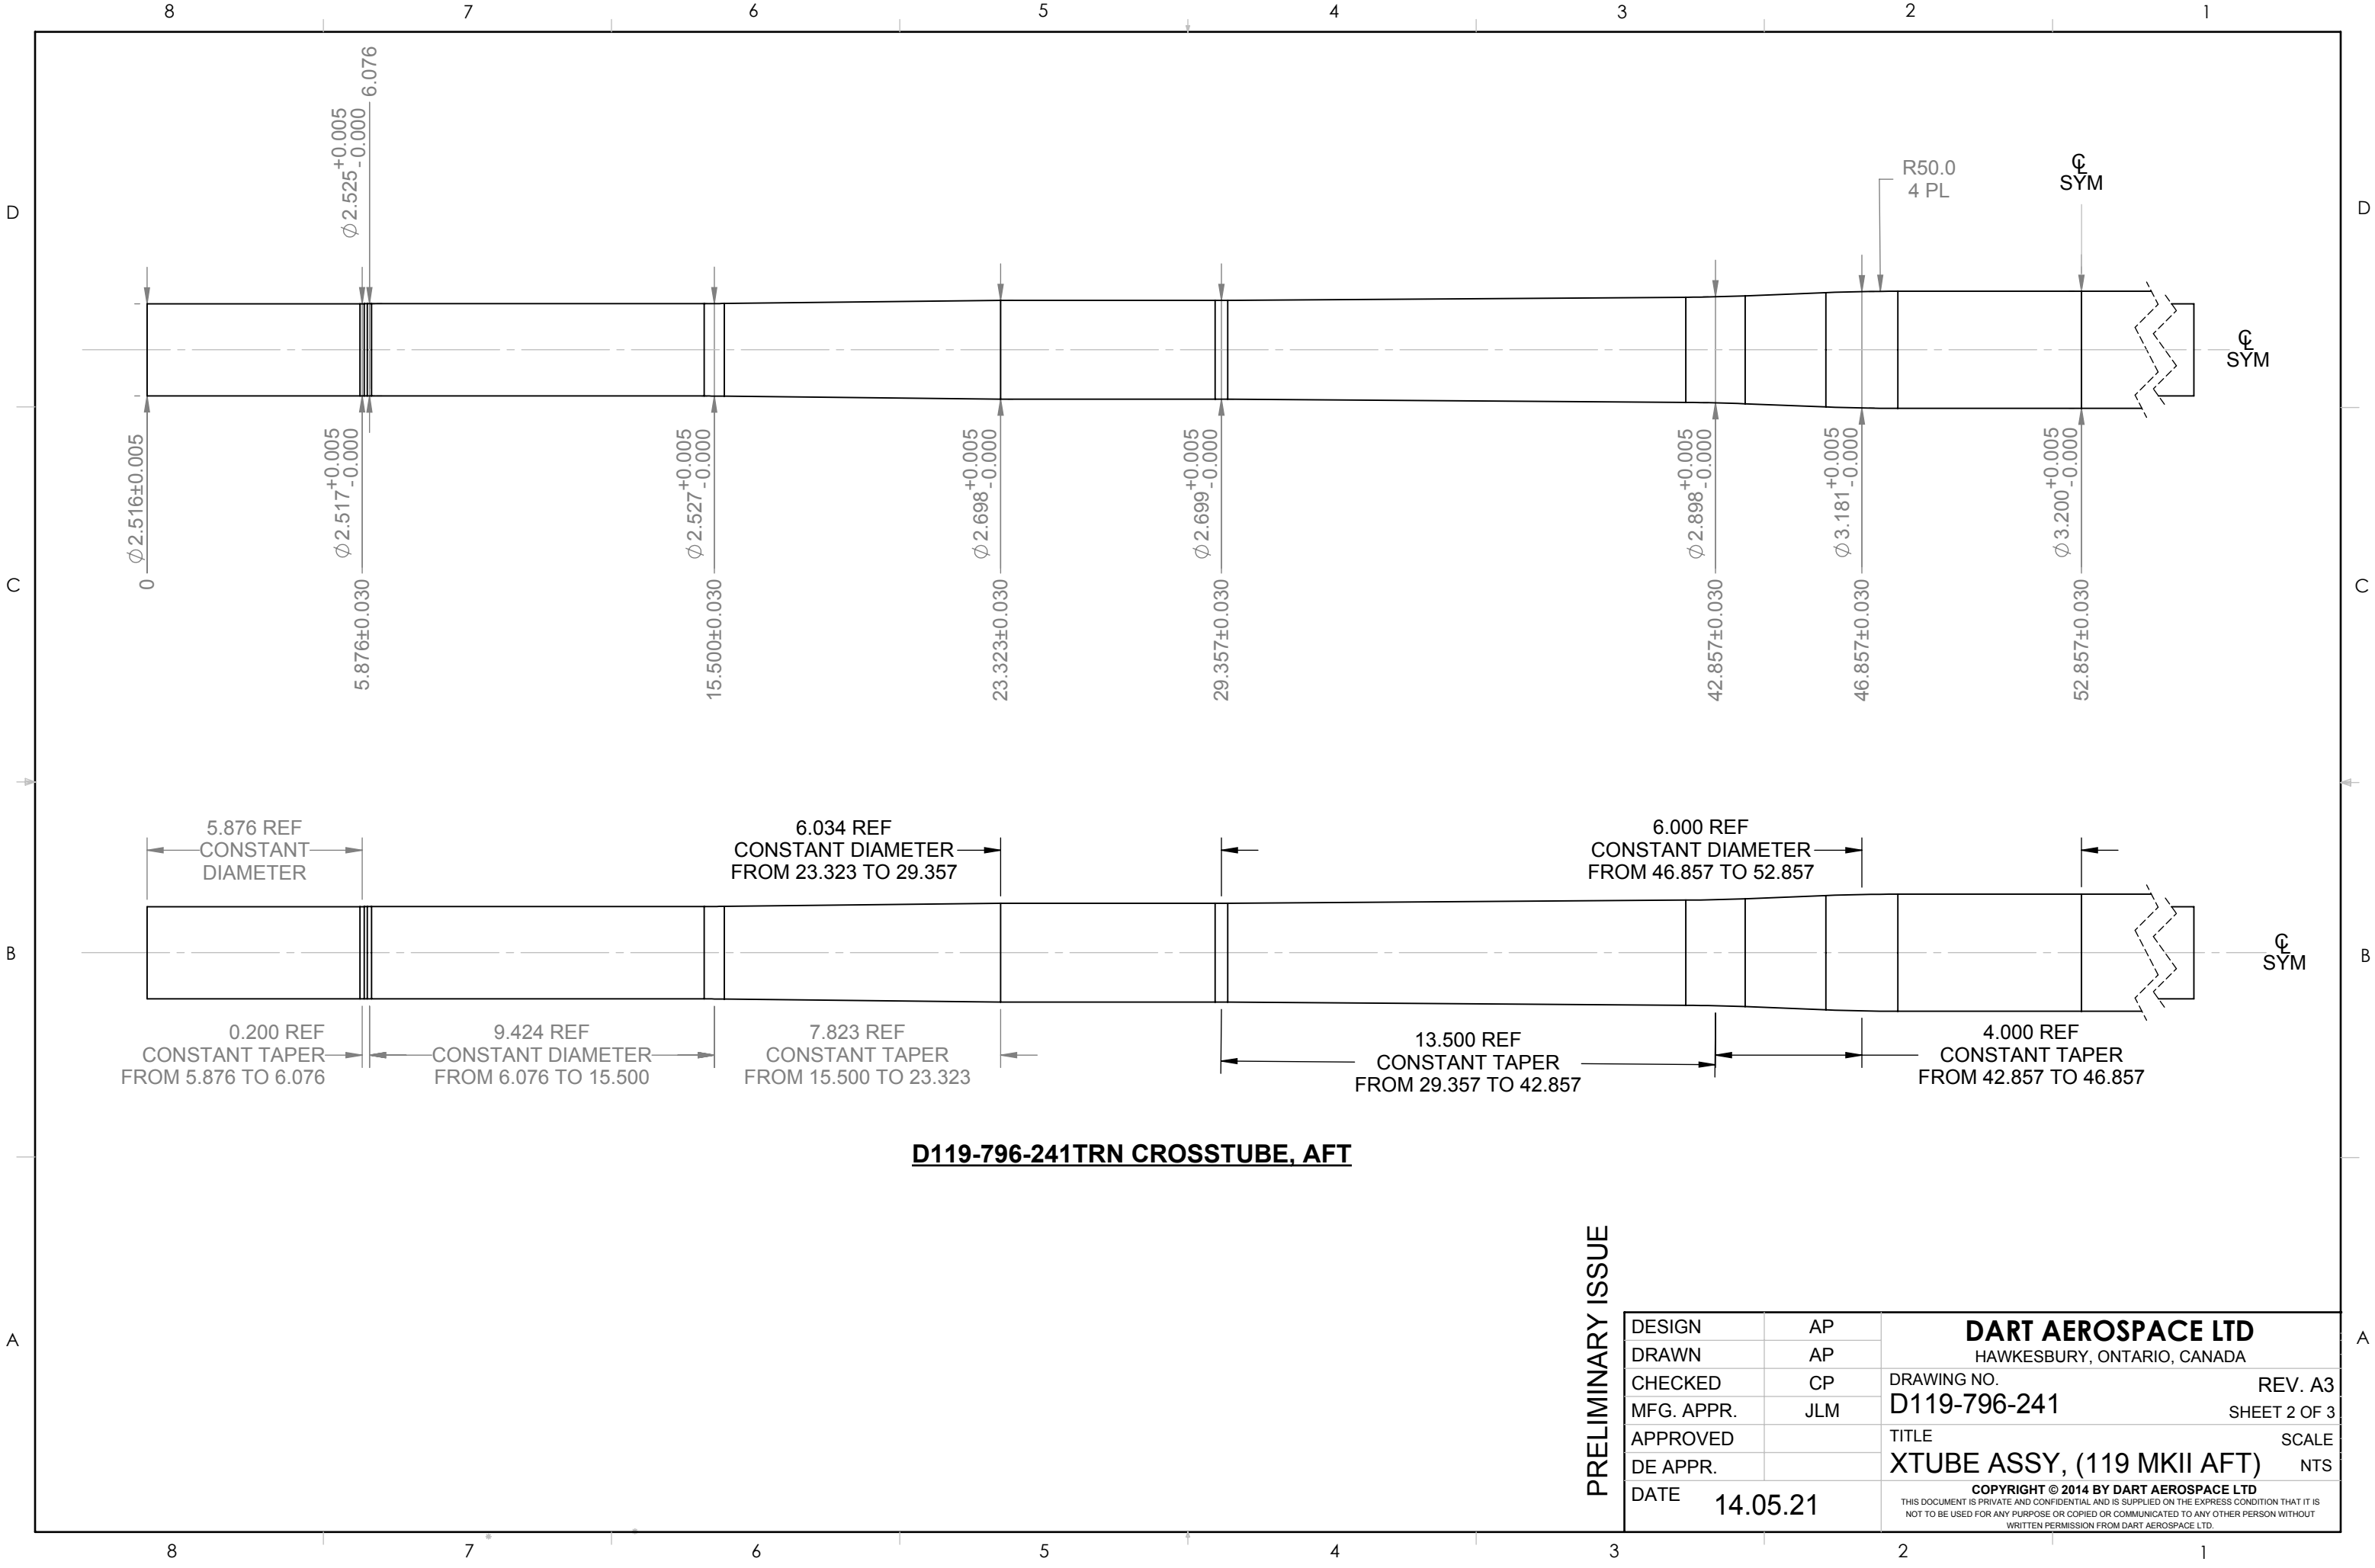 8 7 6 5 4 3 2 1
D D
C C
B B
A A
6.076
∅2.525 +0.005 -0.000
R50.0
4 PL
℄
SYM
℄
SYM
∅2.516±0.005
∅2.517 +0.005 -0.000
∅2.527 +0.005 -0.000
∅2.698 +0.005 -0.000
∅2.699 +0.005 -0.000
∅2.898 +0.005 -0.000
∅3.181 +0.005 -0.000
∅3.200 +0.005 -0.000
0
5.876±0.030
15.500±0.030
23.323±0.030
29.357±0.030
42.857±0.030
46.857±0.030
52.857±0.030
5.876 REF
CONSTANT
DIAMETER
6.034 REF
CONSTANT DIAMETER
FROM 23.323 TO 29.357
6.000 REF
CONSTANT DIAMETER
FROM 46.857 TO 52.857
℄
SYM
0.200 REF
CONSTANT TAPER
FROM 5.876 TO 6.076
9.424 REF
CONSTANT DIAMETER
FROM 6.076 TO 15.500
7.823 REF
CONSTANT TAPER
FROM 15.500 TO 23.323
13.500 REF
CONSTANT TAPER
FROM 29.357 TO 42.857
4.000 REF
CONSTANT TAPER
FROM 42.857 TO 46.857
D119-796-241TRN CROSSTUBE, AFT
PRELIMINARY ISSUE
DESIGN AP
DRAWN AP
CHECKED CP
MFG. APPR. JLM
APPROVED
DE APPR.
DATE 14.05.21
DART AEROSPACE LTD
HAWKESBURY, ONTARIO, CANADA
DRAWING NO. REV. A3
D119-796-241 SHEET 2 OF 3
TITLE SCALE
XTUBE ASSY, (119 MKII AFT) NTS
COPYRIGHT © 2014 BY DART AEROSPACE LTD
THIS DOCUMENT IS PRIVATE AND CONFIDENTIAL AND IS SUPPLIED ON THE EXPRESS CONDITION THAT IT IS
NOT TO BE USED FOR ANY PURPOSE OR COPIED OR COMMUNICATED TO ANY OTHER PERSON WITHOUT
WRITTEN PERMISSION FROM DART AEROSPACE LTD.
8 7 6 5 4 3 2 1